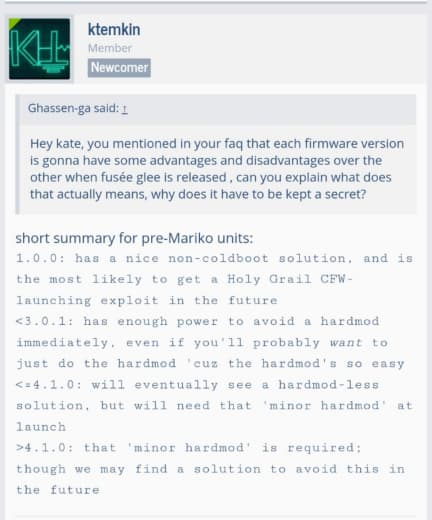 KTL
ktemkin
Member
Newcomer
Ghassen-ga said: ↑
Hey kate, you mentioned in your faq that each firmware version
is gonna have some advantages and disadvantages over the
other when fusée glee is released , can you explain what does
that actually means, why does it have to be kept a secret?
short summary for pre-Mariko units:
1.0.0: has a nice non-coldboot solution, and is
the most likely to get a Holy Grail CFW-
launching exploit in the future
<3.0.1: has enough power to avoid a hardmod
immediately, even if you'll probably want to
just do the hardmod 'cuz the hardmod's so easy
<=4.1.0: will eventually see a hardmod-less
solution, but will need that 'minor hardmod' at
launch
>4.1.0: that 'minor hardmod' is required;
though we may find a solution to avoid this in
the future